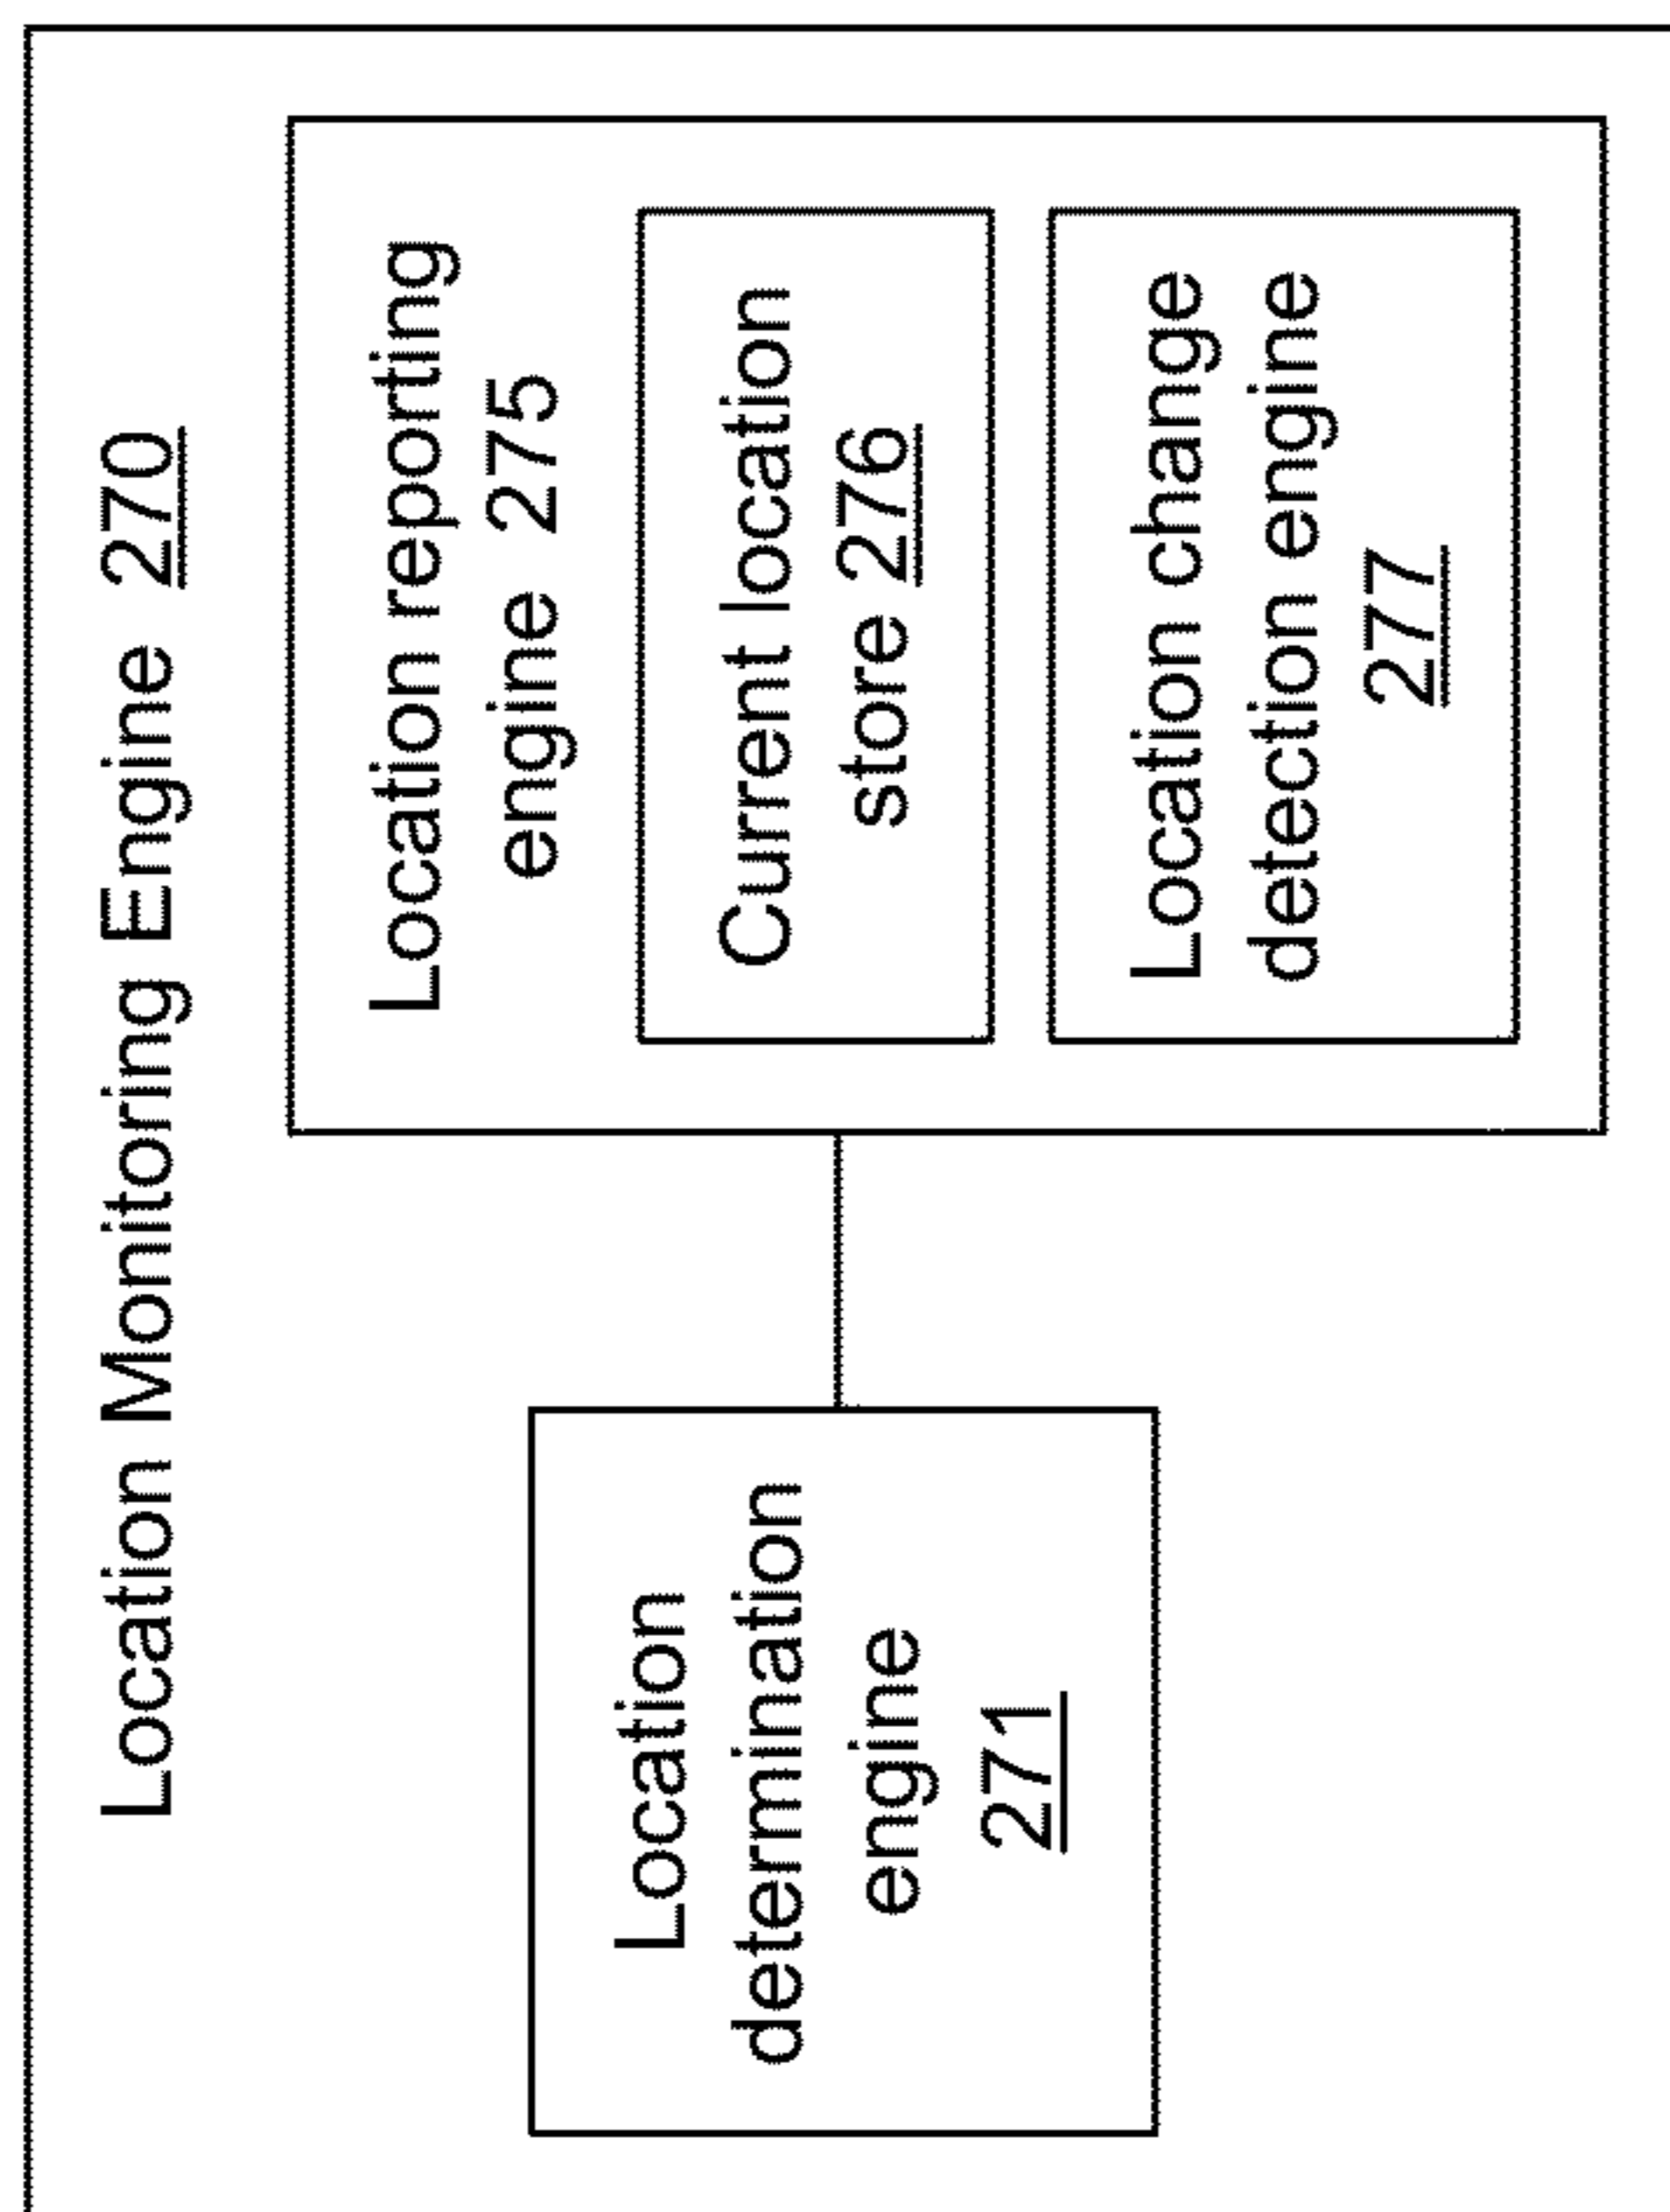 Location Monitoring Engine 270
Location
determination
engine
271
Location reporting
engine 275
Current location
store 276
Location change
detection engine
277